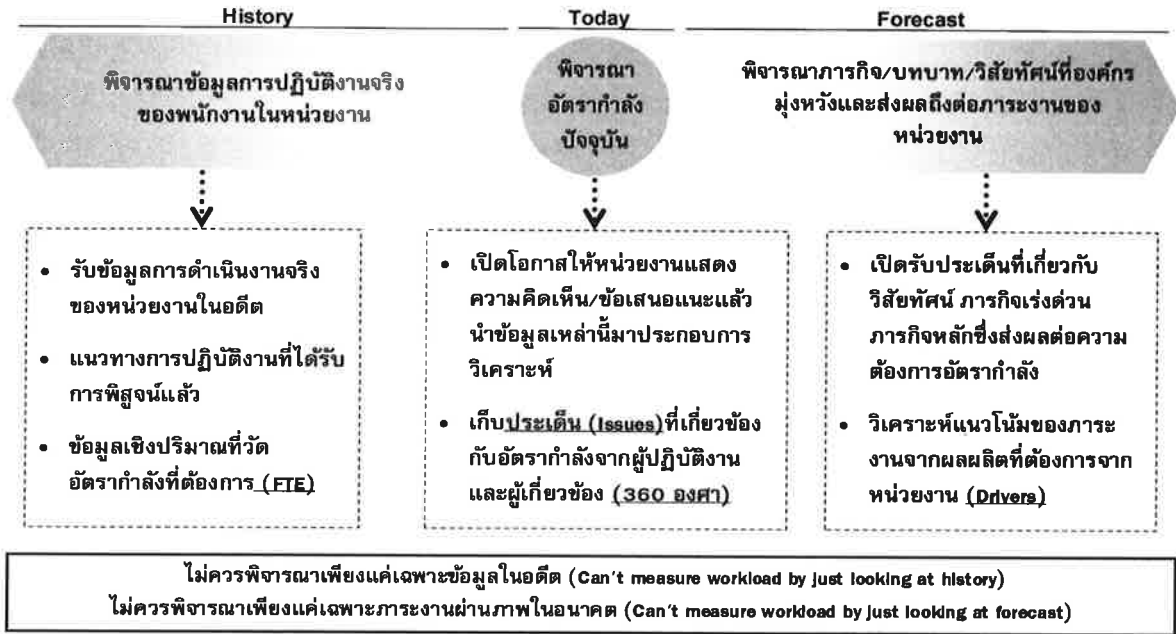 History
Today
Forecast
พิจารณาข้อมูลการปฏิบัติงานจริง
ของพนักงานในหน่วยงาน
พิจารณา
อัตรากำลัง
ปัจจุบัน
พิจารณาภารกิจ/บทบาท/วิสัยทัศน์ที่องค์กร
มุ่งหวังและส่งผลถึงต่อภาระงานของ
หน่วยงาน
• รับข้อมูลการดำเนินงานจริง
ของหน่วยงานในอดีต
• แนวทางการปฏิบัติงานที่ได้รับ
การพิสูจน์แล้ว
• ข้อมูลเชิงปริมาณที่วัด
อัตรากำลังที่ต้องการ (FTE)
• เปิดโอกาสให้หน่วยงานแสดง
ความคิดเห็น/ข้อเสนอแนะแล้ว
นำข้อมูลเหล่านี้มาประกอบการ
วิเคราะห์
• เก็บประเด็น (Issues)ที่เกี่ยวข้อง
กับอัตรากำลังจากผู้ปฏิบัติงาน
และผู้เกี่ยวข้อง (360 องศา)
• เปิดรับประเด็นที่เกี่ยวกับ
วิสัยทัศน์ ภารกิจเร่งด่วน
ภารกิจหลักซึ่งส่งผลต่อความ
ต้องการอัตรากำลัง
• วิเคราะห์แนวโน้มของภาระ
งานจากผลผลิตที่ต้องการจาก
หน่วยงาน (Drivers)
ไม่ควรพิจารณาเพียงแค่เฉพาะข้อมูลในอดีต (Can't measure workload by just looking at history)
ไม่ควรพิจารณาเพียงแค่เฉพาะภาระงานผ่านภาพในอนาคต (Can't measure workload by just looking at forecast)